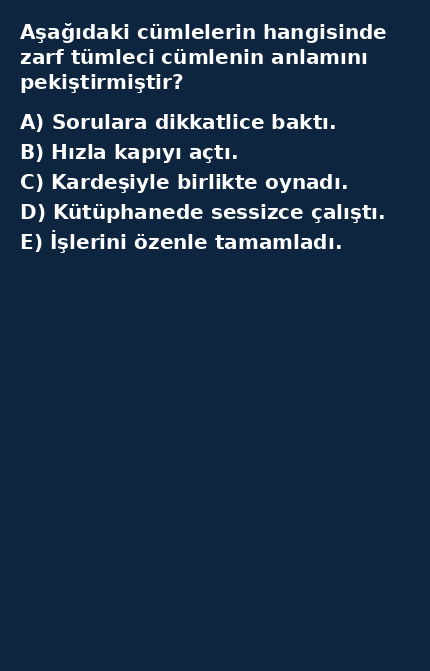 Aşağıdaki cümlelerin hangisinde
zarf tümleci cümlenin anlamını
pekiştirmiştir?
A) Sorulara dikkatlice baktı.
B) Hızla kapıyı açtı.
C) Kardeşiyle birlikte oynadı.
D) Kütüphanede sessizce çalıştı.
E) İşlerini özenle tamamladı.